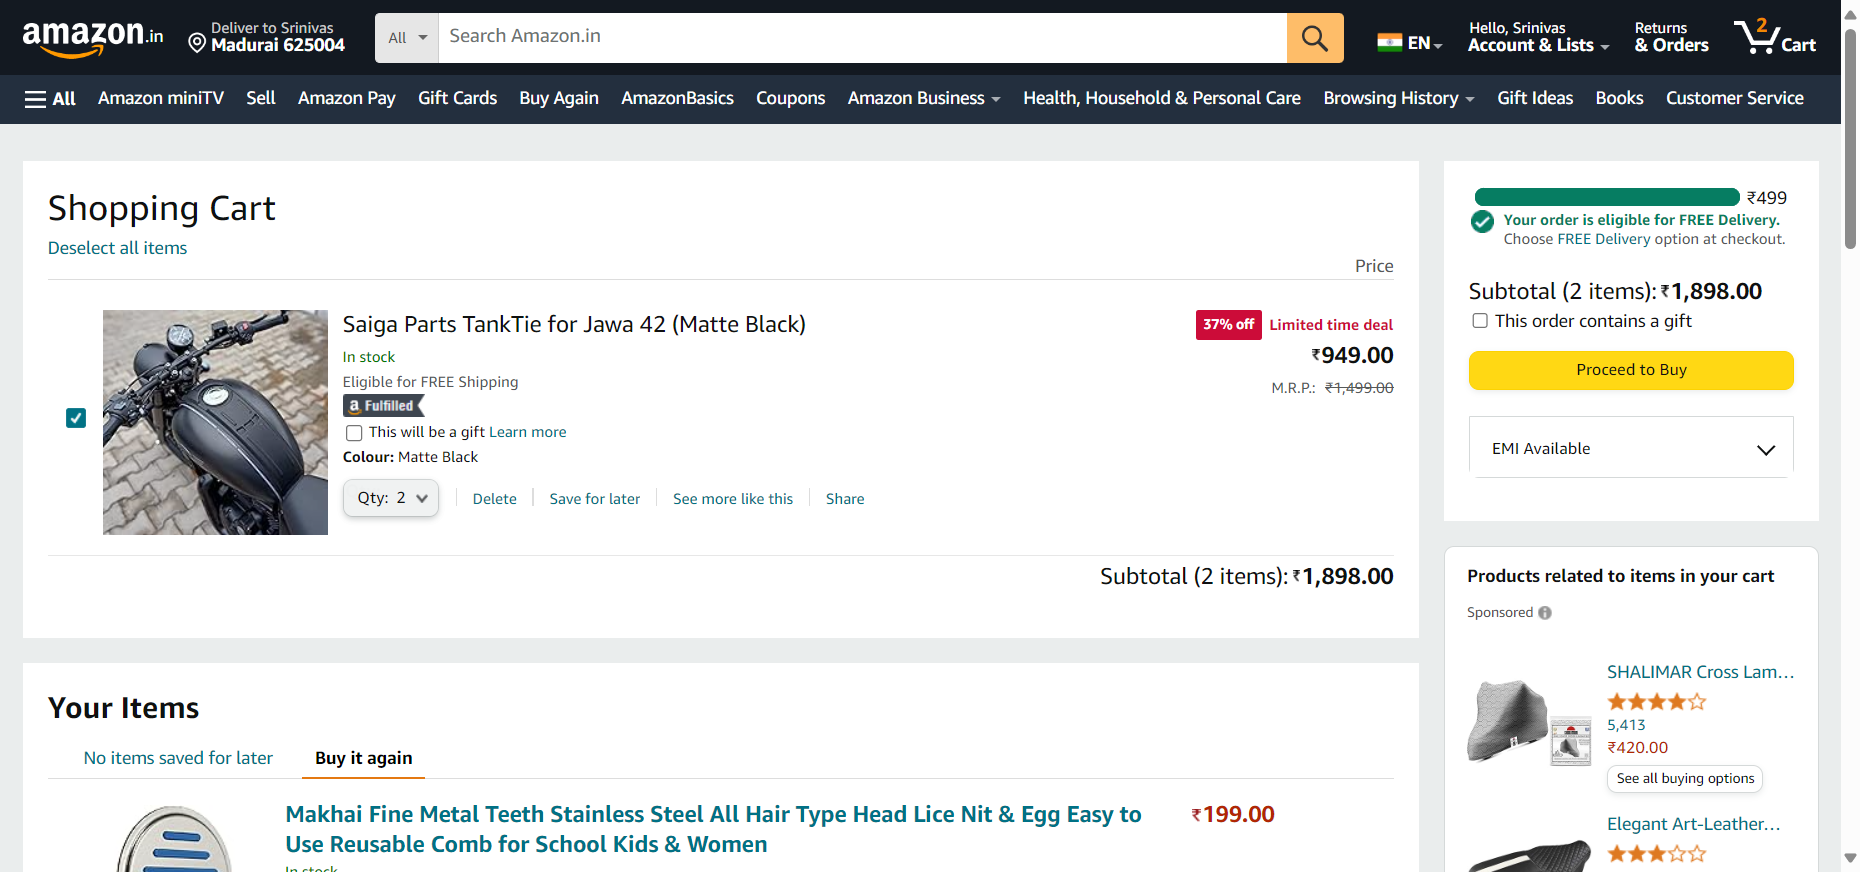 amazon.in
Deliver to Srinivas
Madurai 625004
All
Search Amazon.in
EN
Hello, Srinivas
Account & Lists
Returns
& Orders
2
Cart
All
Amazon miniTV
Sell
Amazon Pay
Gift Cards
Buy Again
AmazonBasics
Coupons
Amazon Business
Health, Household & Personal Care
Browsing History
Gift Ideas
Books
Customer Service
Shopping Cart
Deselect all items
Price
Saiga Parts TankTie for Jawa 42 (Matte Black)
37% off Limited time deal
₹949.00
M.R.P.: ₹1,499.00
In stock
Eligible for FREE Shipping
a Fulfilled
This will be a gift Learn more
Colour: Matte Black
Qty: 2
Delete
Save for later
See more like this
Share
Subtotal (2 items): ₹1,898.00
₹499
Your order is eligible for FREE Delivery.
Choose FREE Delivery option at checkout.
Subtotal (2 items): ₹1,898.00
This order contains a gift
Proceed to Buy
EMI Available
Products related to items in your cart
Sponsored
SHALIMAR Cross Lam...
5,413
₹420.00
See all buying options
Elegant Art-Leather...
Your Items
No items saved for later
Buy it again
Makhai Fine Metal Teeth Stainless Steel All Hair Type Head Lice Nit & Egg Easy to
Use Reusable Comb for School Kids & Women
₹199.00
In stock